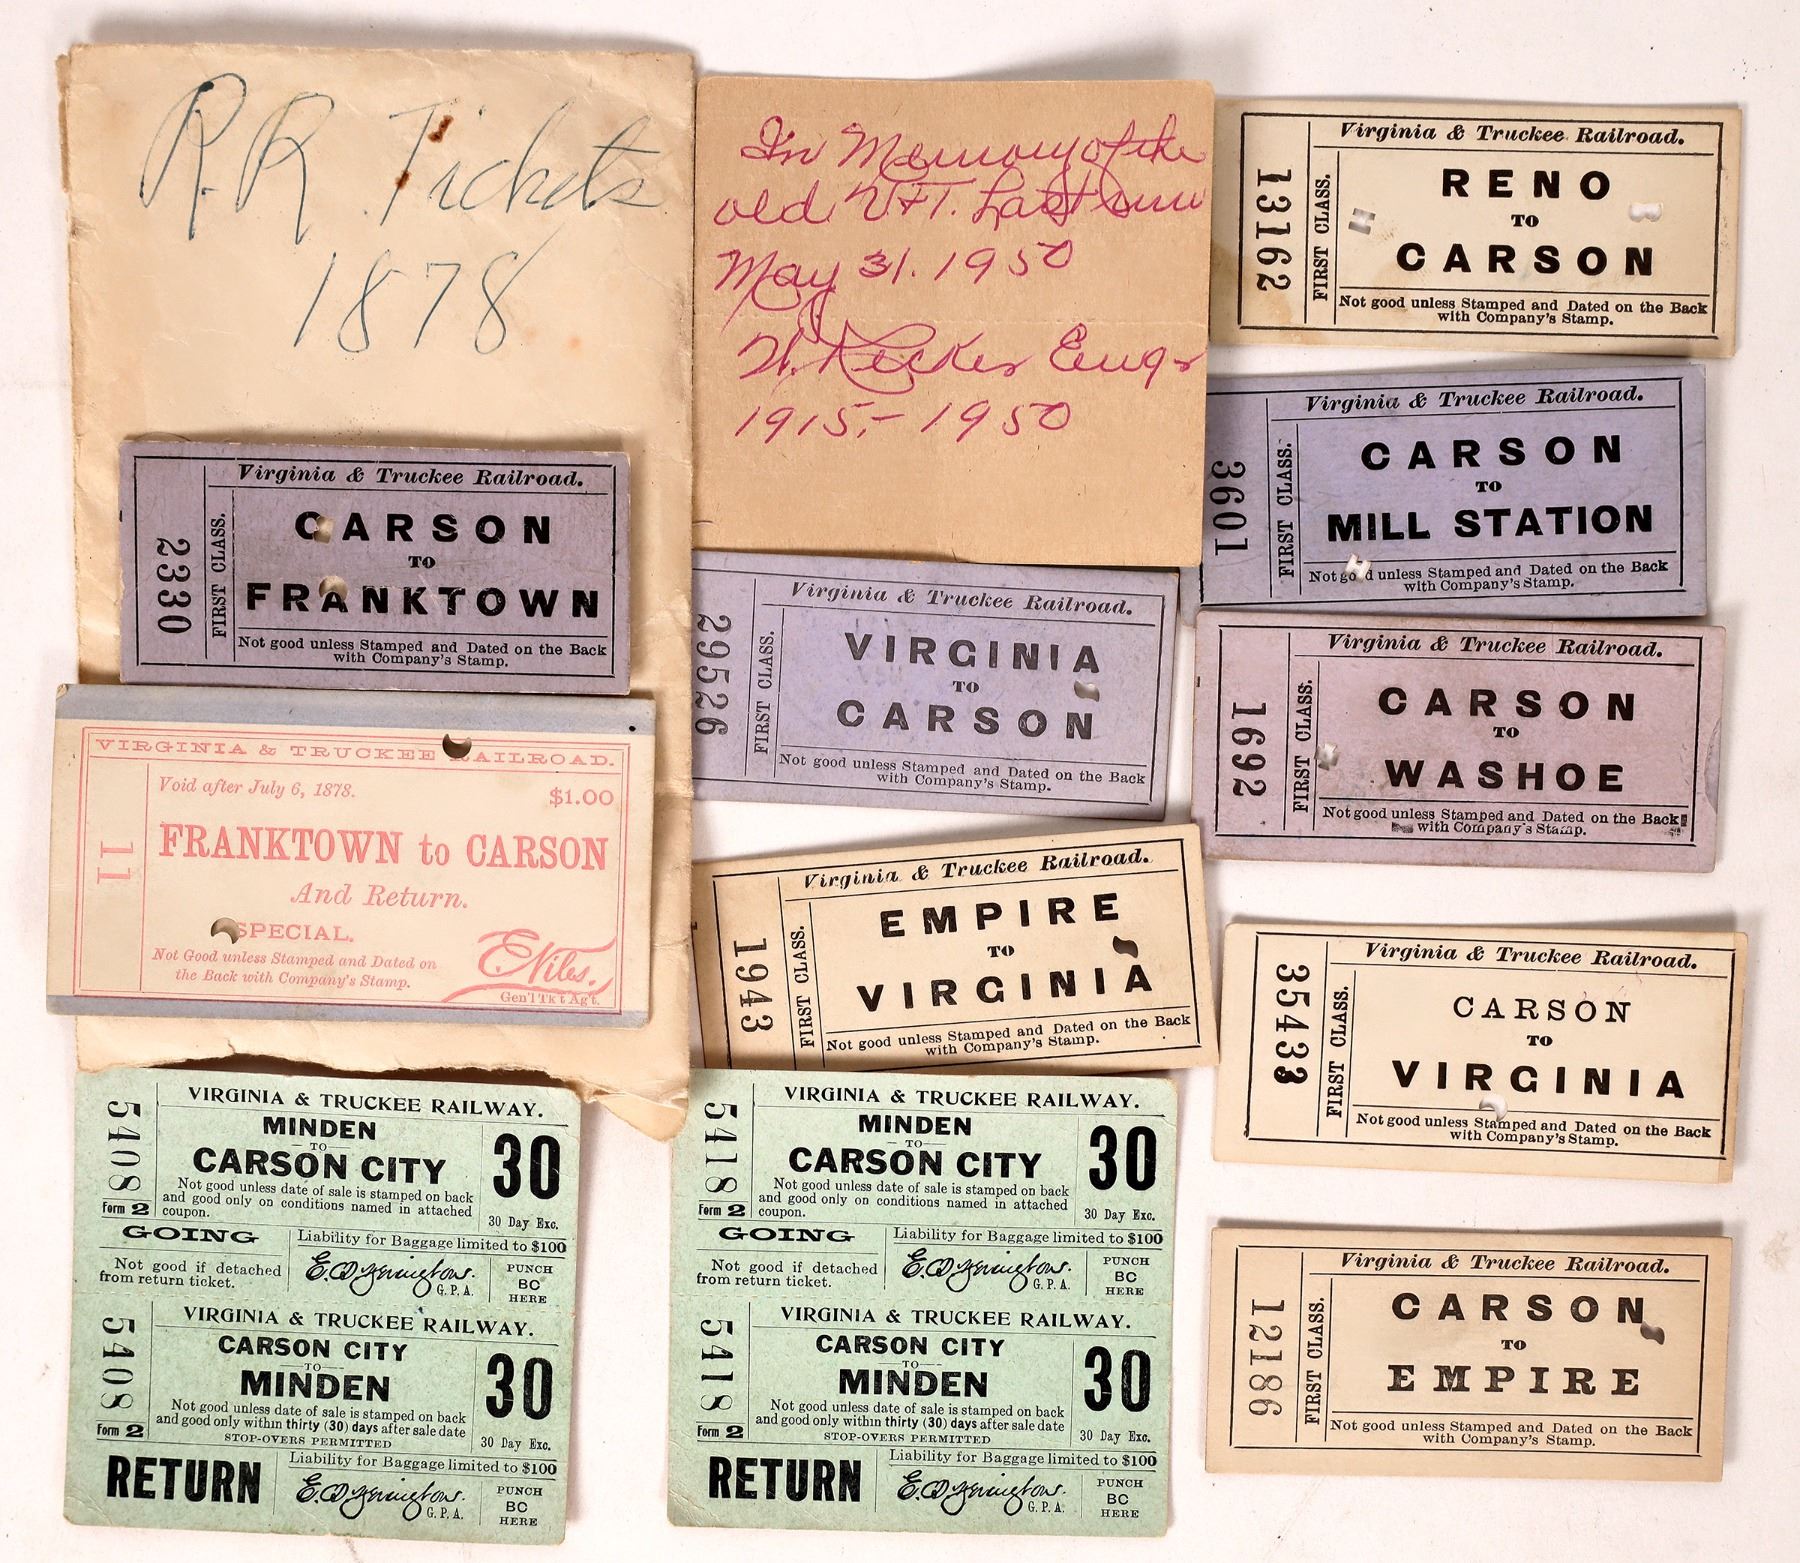 R.R. Tickets
1878
In Memory of the
old V+T. Last run
May 31. 1950
1915,- 1950
13162
FIRST CLASS.
Virginia & Truckee Railroad.
RENO
TO
CARSON
Not good unless Stamped and Dated on the Back
with Company's Stamp.
3601
FIRST CLASS.
Virginia & Truckee Railroad.
CARSON
TO
MILL STATION
Not good unless Stamped and Dated on the Back
with Company's Stamp.
2330
FIRST CLASS.
Virginia & Truckee Railroad.
CARSON
TO
FRANKTOWN
Not good unless Stamped and Dated on the Back
with Company's Stamp.
29526
FIRST CLASS.
Virginia & Truckee Railroad.
VIRGINIA
TO
CARSON
Not good unless Stamped and Dated on the Back
with Company's Stamp.
1692
FIRST CLASS.
Virginia & Truckee Railroad.
CARSON
TO
WASHOE
Not good unless Stamped and Dated on the Back
with Company's Stamp.
VIRGINIA & TRUCKEE RAILROAD.
11
Void after July 6, 1878.
$1.00
FRANKTOWN to CARSON
And Return.
SPECIAL.
Not Good unless Stamped and Dated on
the Back with Company's Stamp.
E. Niles.
Gen'l Tk't Ag't.
1943
FIRST CLASS.
Virginia & Truckee Railroad.
EMPIRE
TO
VIRGINIA
Not good unless Stamped and Dated on the Back
with Company's Stamp.
35433
FIRST CLASS.
Virginia & Truckee Railroad.
CARSON
TO
VIRGINIA
Not good unless Stamped and Dated on the Back
with Company's Stamp.
5408
VIRGINIA & TRUCKEE RAILWAY.
MINDEN
TO
CARSON CITY
30
Not good unless date of sale is stamped on back
and good only on conditions named in attached
coupon.
Form 2
30 Day Exc.
GOING
Liability for Baggage limited to $100
Not good if detached
from return ticket.
G. P. A.
PUNCH
BC
HERE
5408
VIRGINIA & TRUCKEE RAILWAY.
CARSON CITY
TO
MINDEN
30
Not good unless date of sale is stamped on back
and good only within thirty (30) days after sale date
STOP-OVERS PERMITTED
Form 2
30 Day Exc.
RETURN
Liability for Baggage limited to $100
G. P. A.
PUNCH
BC
HERE
5418
VIRGINIA & TRUCKEE RAILWAY.
MINDEN
TO
CARSON CITY
30
Not good unless date of sale is stamped on back
and good only on conditions named in attached
coupon.
Form 2
30 Day Exc.
GOING
Liability for Baggage limited to $100
Not good if detached
from return ticket.
G. P. A.
PUNCH
BC
HERE
5418
VIRGINIA & TRUCKEE RAILWAY.
CARSON CITY
TO
MINDEN
30
Not good unless date of sale is stamped on back
and good only within thirty (30) days after sale date
STOP-OVERS PERMITTED
Form 2
30 Day Exc.
RETURN
Liability for Baggage limited to $100
G. P. A.
PUNCH
BC
HERE
12186
FIRST CLASS.
Virginia & Truckee Railroad.
CARSON
TO
EMPIRE
Not good unless Stamped and Dated on the Back
with Company's Stamp.